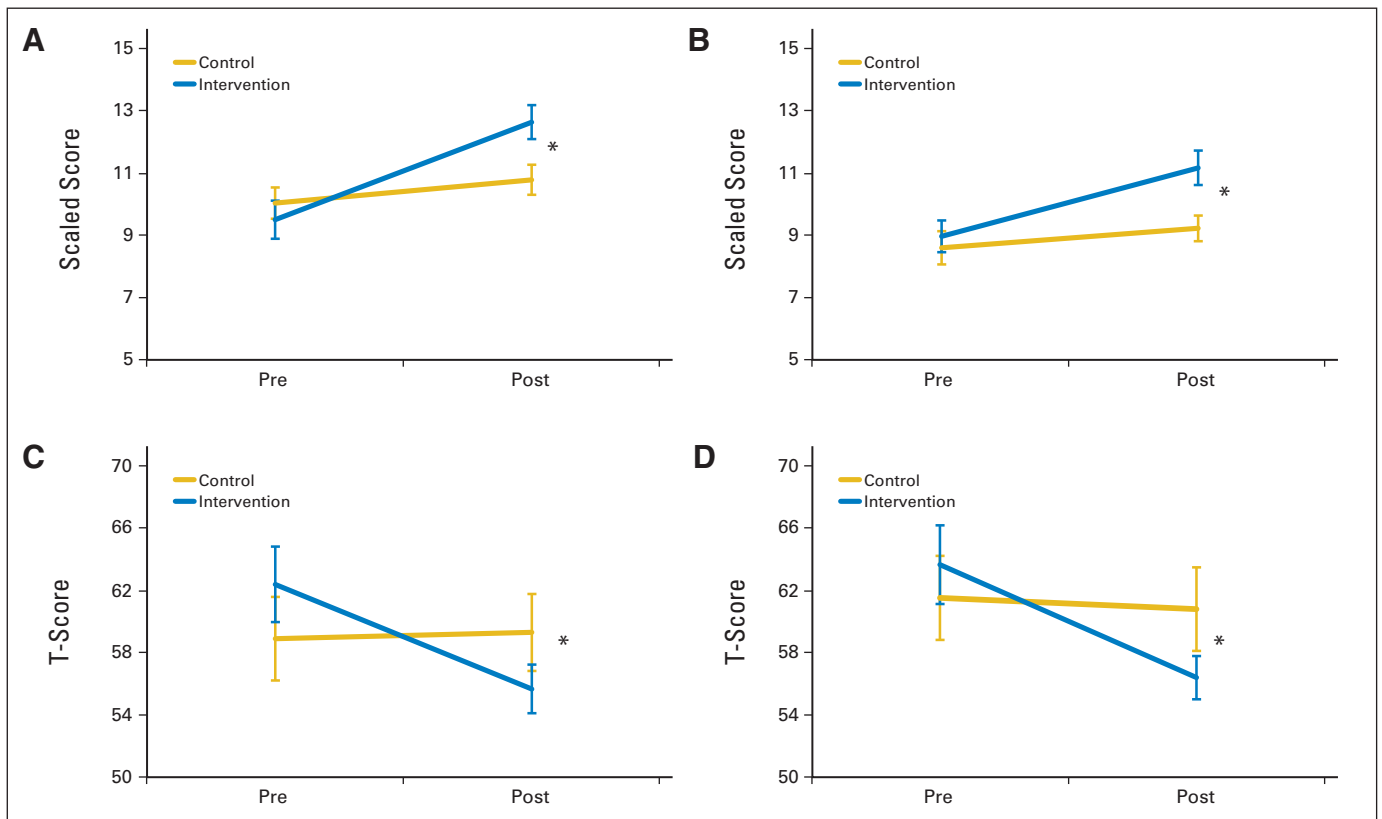 A
Scaled Score
15
13
11
9
7
5
Control
Intervention
*
Pre
Post
B
Scaled Score
15
13
11
9
7
5
Control
Intervention
*
Pre
Post
C
T-Score
70
66
62
58
54
50
Control
Intervention
*
Pre
Post
D
T-Score
70
66
62
58
54
50
Control
Intervention
*
Pre
Post